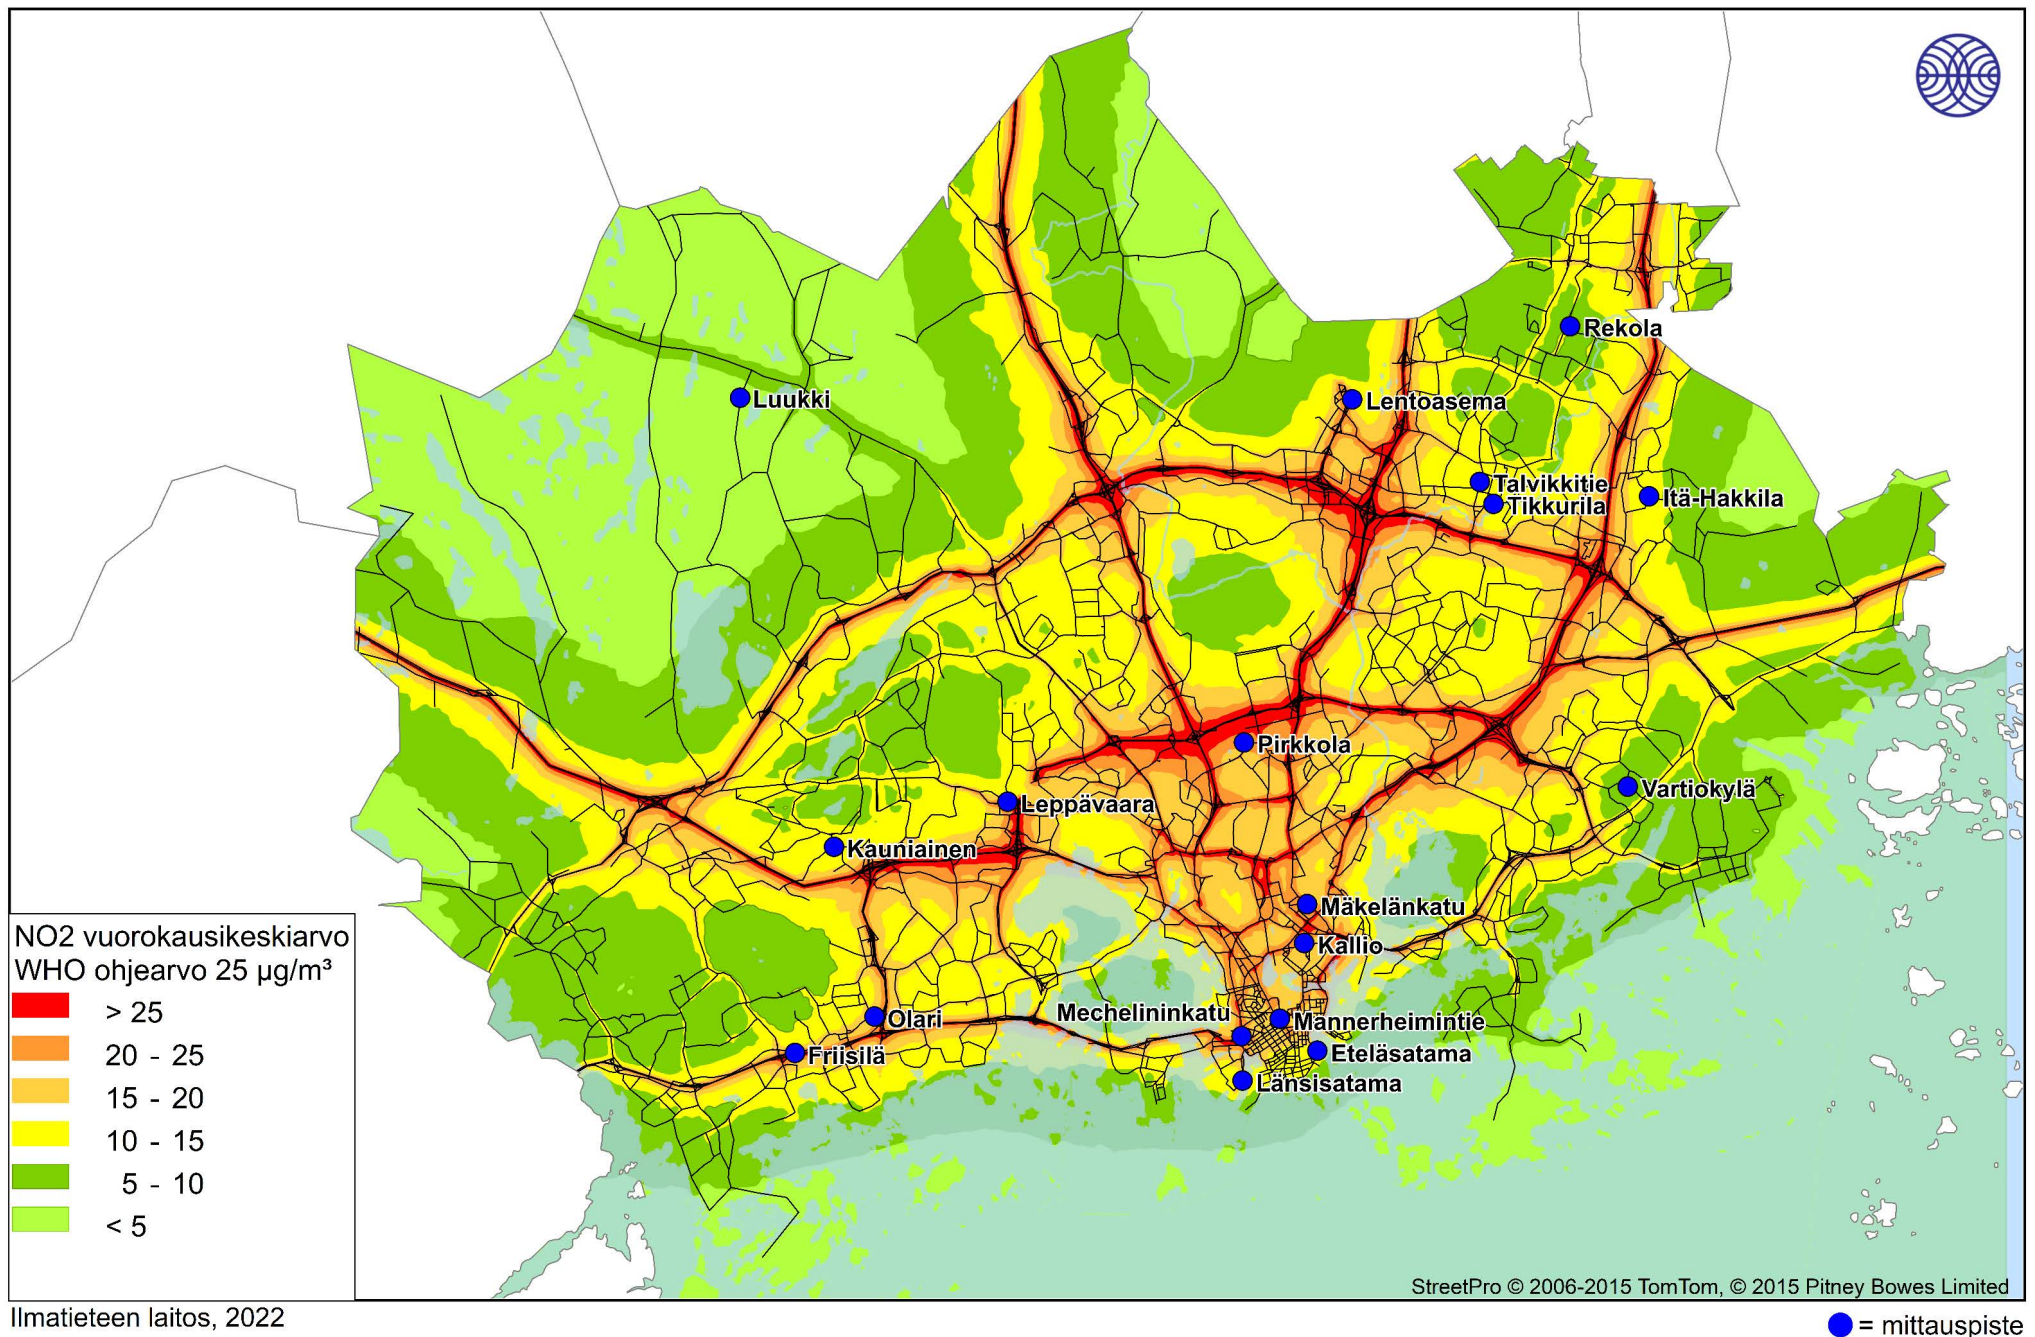 Rekola
Luukki
Lentoasema
Talvikkitie
Tikkurila
Itä-Hakkila
Pirkkola
Vartiokylä
Leppävaara
Kauniainen
Mäkelänkatu
Kallio
Mechelininkatu
Olari
Mannerheimintie
Friisilä
Eteläsatama
Länsisatama
NO2 vuorokausikeskiarvo
WHO ohjearvo 25 µg/m³
> 25
20 - 25
15 - 20
10 - 15
5 - 10
< 5
StreetPro © 2006-2015 TomTom, © 2015 Pitney Bowes Limited
Ilmatieteen laitos, 2022
= mittauspiste